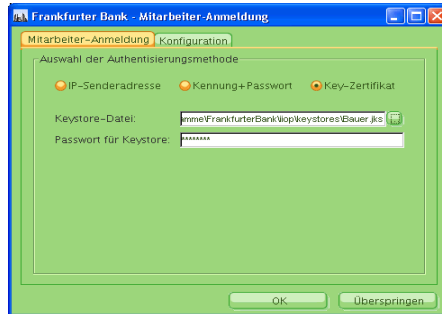 Frankfurter Bank - Mitarbeiter-Anmeldung
Mitarbeiter-Anmeldung Konfiguration
Auswahl der Authentisierungsmethode
IP-Senderadresse Kennung+Passwort Key-Zertifikat
Keystore-Datei: mme\FrankfurterBank\iiop\keystores\Bauer.jks
Passwort für Keystore: ********
OK Überspringen